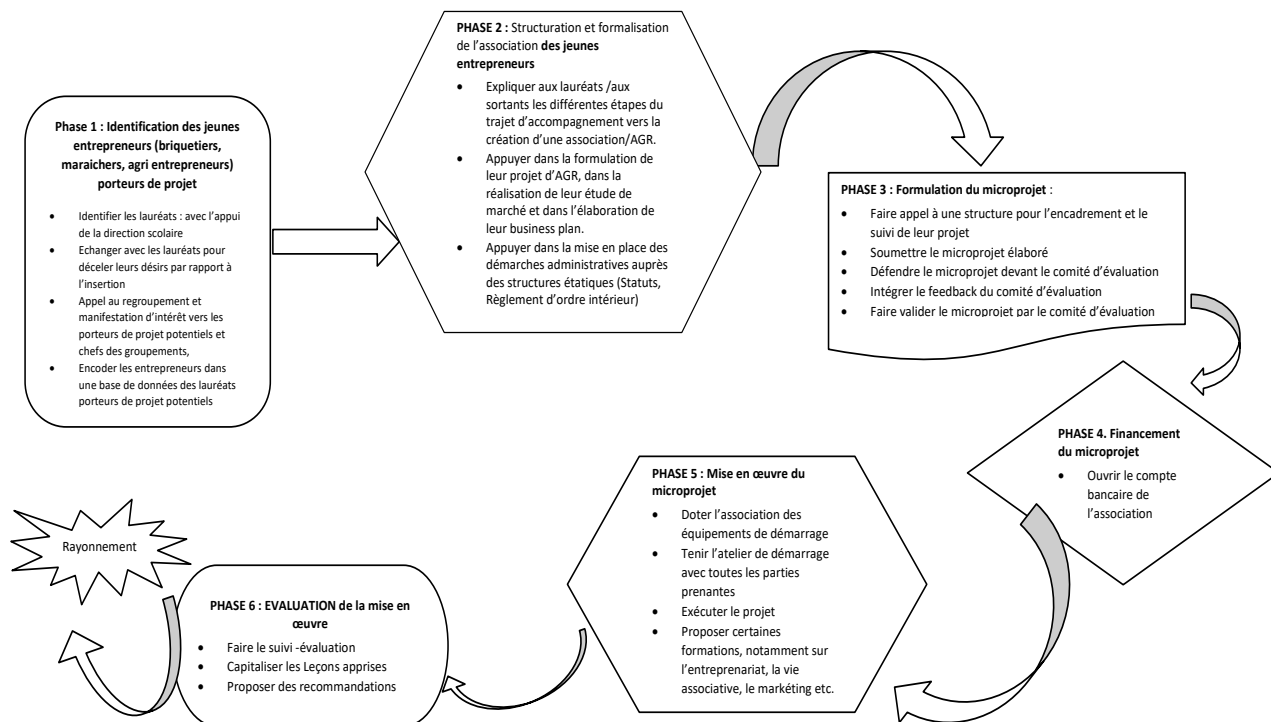 Phase 1 : Identification des jeunes
entrepreneurs (briquetiers,
maraichers, agri entrepreneurs)
porteurs de projet
• Identifier les lauréats : avec l'appui
de la direction scolaire
• Echanger avec les lauréats pour
déceler leurs désirs par rapport à
l'insertion
• Appel au regroupement et
manifestation d'intérêt vers les
porteurs de projet potentiels et
chefs des groupements,
• Encoder les entrepreneurs dans
une base de données des lauréats
porteurs de projet potentiels
PHASE 2 : Structuration et formalisation
de l'association des jeunes
entrepreneurs
• Expliquer aux lauréats /aux
sortants les différentes étapes du
trajet d'accompagnement vers la
création d'une association/AGR.
• Appuyer dans la formulation de
leur projet d'AGR, dans la
réalisation de leur étude de
marché et dans l'élaboration de
leur business plan.
• Appuyer dans la mise en place des
démarches administratives auprès
des structures étatiques (Statuts,
Règlement d'ordre intérieur)
PHASE 3 : Formulation du microprojet :
• Faire appel à une structure pour l'encadrement et le
suivi de leur projet
• Soumettre le microprojet élaboré
• Défendre le microprojet devant le comité d'évaluation
• Intégrer le feedback du comité d'évaluation
• Faire valider le microprojet par le comité d'évaluation
PHASE 4. Financement
du microprojet
• Ouvrir le compte
bancaire de
l'association
PHASE 5 : Mise en œuvre du
microprojet
• Doter l'association des
équipements de démarrage
• Tenir l'atelier de démarrage
avec toutes les parties
prenantes
• Exécuter le projet
• Proposer certaines
formations, notamment sur
l'entreprenariat, la vie
associative, le markéting etc.
PHASE 6 : EVALUATION de la mise en
œuvre
• Faire le suivi -évaluation
• Capitaliser les Leçons apprises
• Proposer des recommandations
Rayonnement